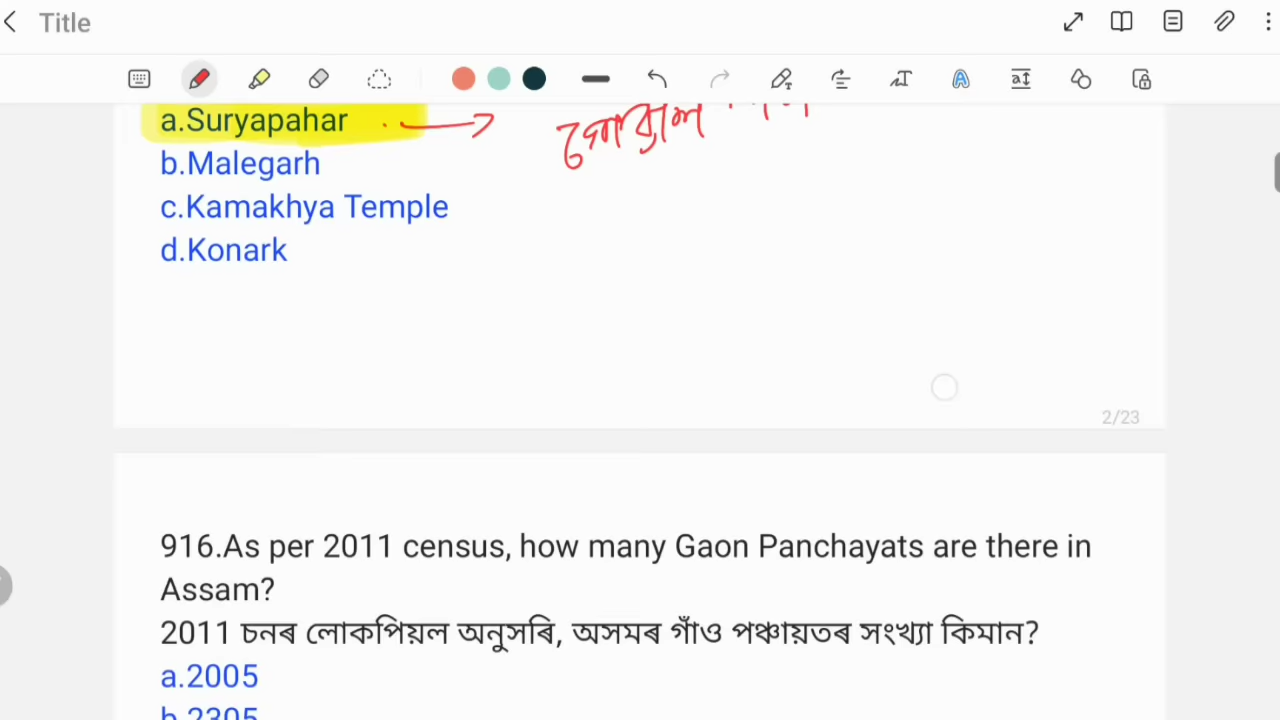 Title
a.Suryapahar
b.Malegarh
c.Kamakhya Temple
d.Konark
2/23
916.As per 2011 census, how many Gaon Panchayats are there in
Assam?
2011 চনৰ লোকপিয়ল অনুসৰি, অসমৰ গাঁও পঞ্চায়তৰ সংখ্যা কিমান?
a.2005
b.2305